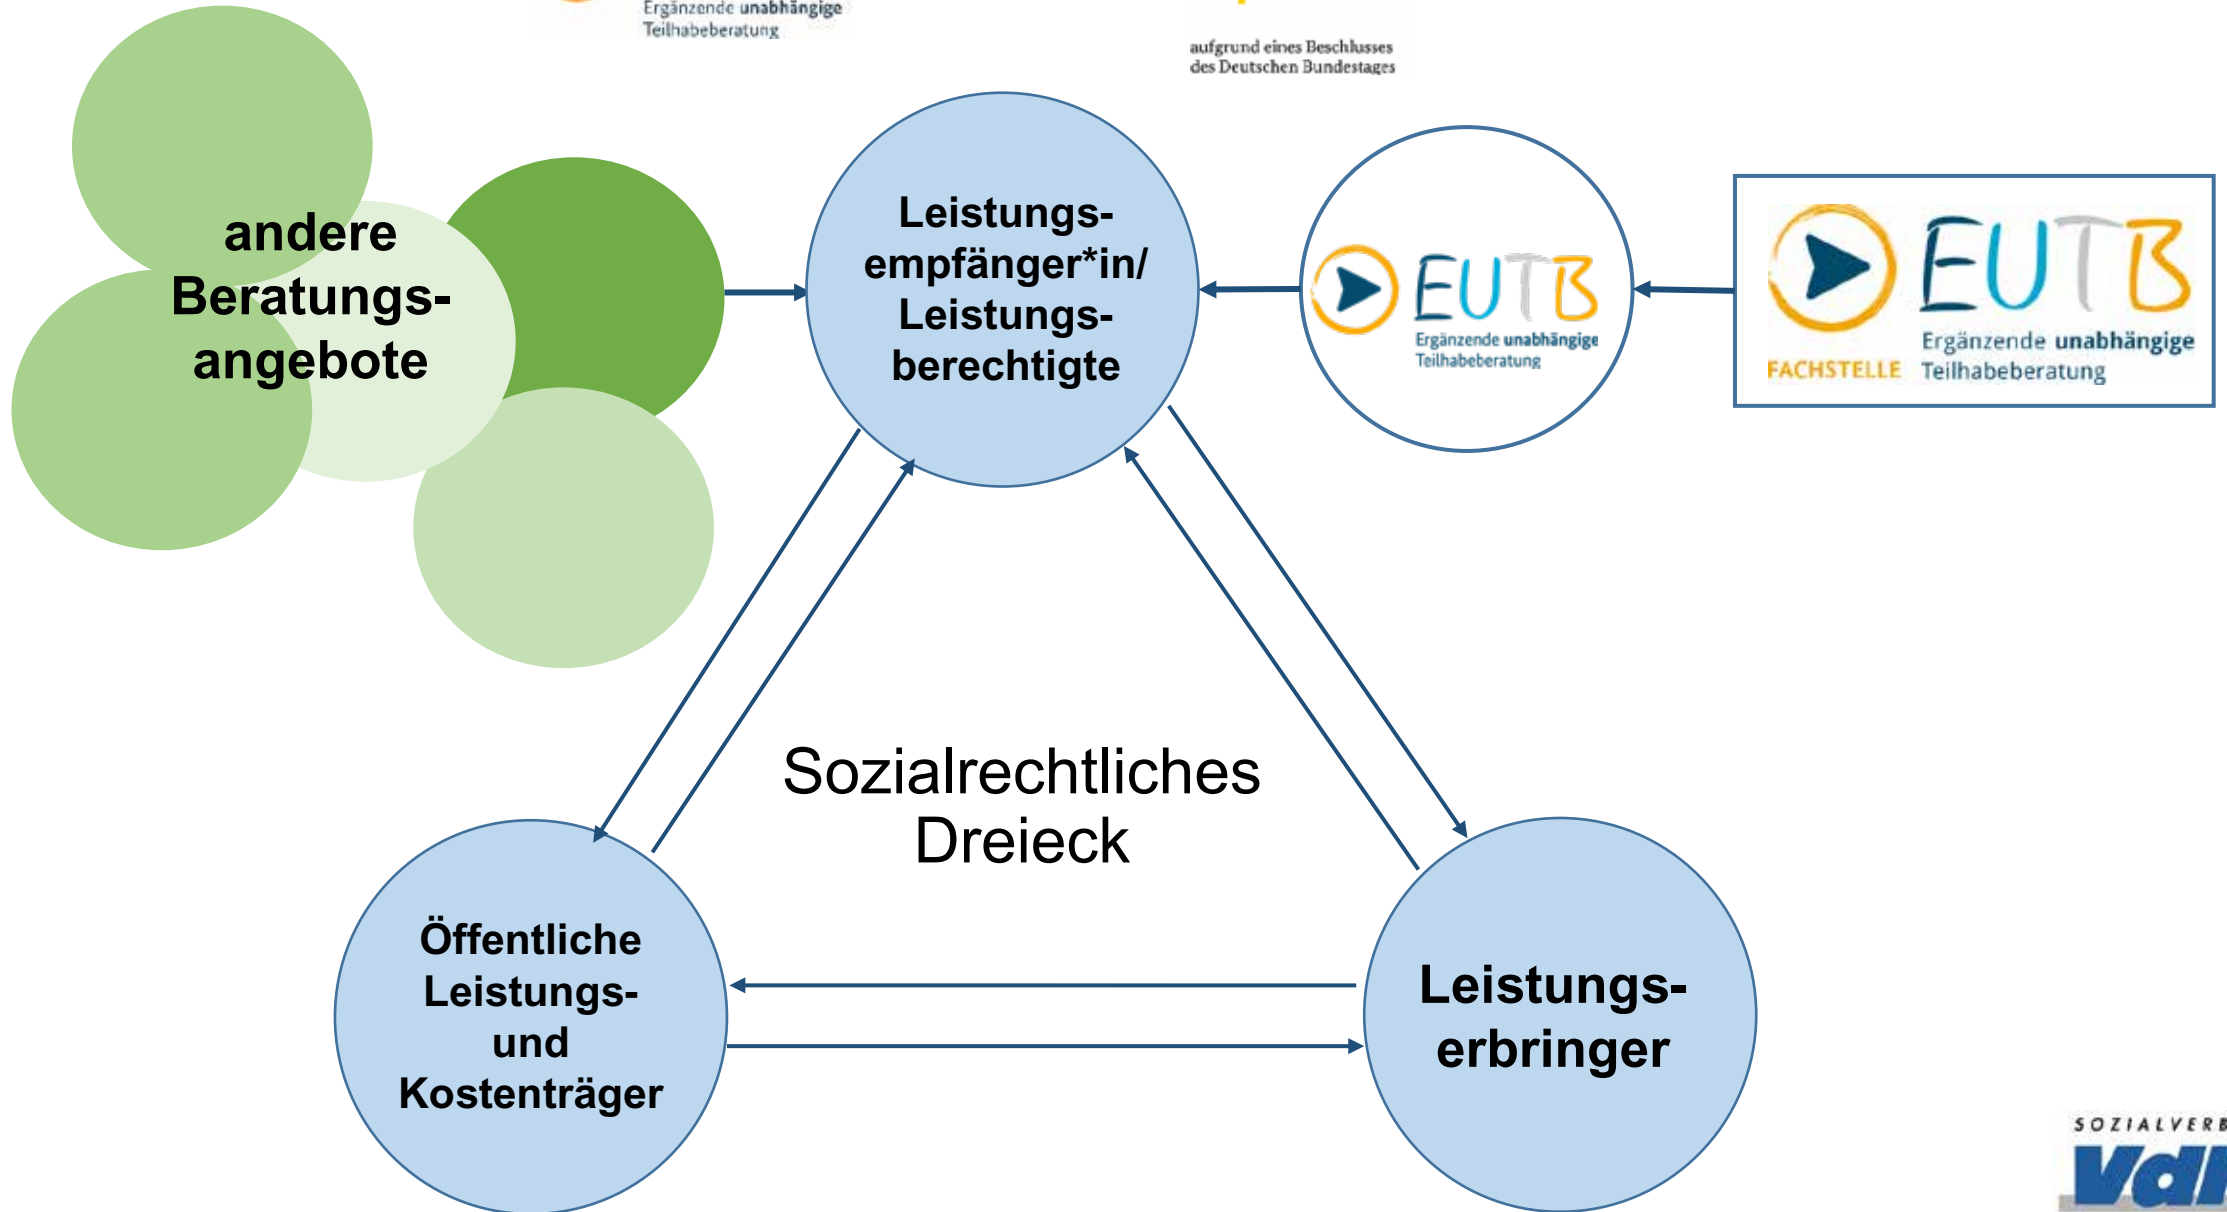 Ergänzende unabhängige
Teilhabeberatung
aufgrund eines Beschlusses
des Deutschen Bundestages
andere
Beratungs-
angebote
Leistungs-
empfänger*in/
Leistungs-
berechtigte
EUTB
Ergänzende unabhängige
Teilhabeberatung
EUTB
FACHSTELLE
Ergänzende unabhängige
Teilhabeberatung
Sozialrechtliches
Dreieck
Öffentliche
Leistungs-
und
Kostenträger
Leistungs-
erbringer